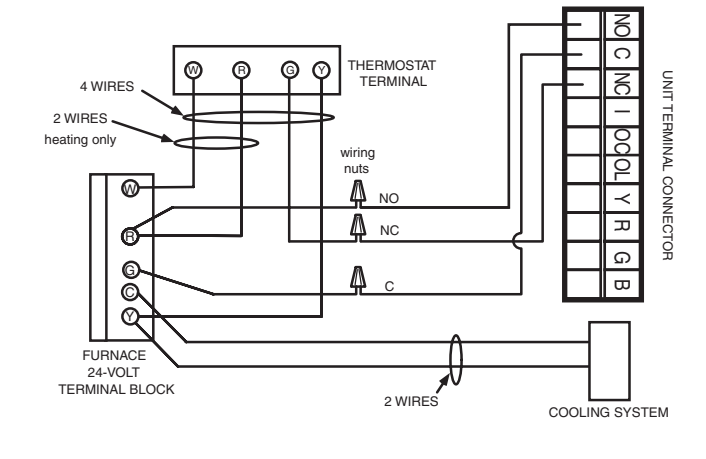 THERMOSTAT
TERMINAL
W
R
G
Y
4 WIRES
2 WIRES
heating only
wiring
nuts
NO
NC
C
W
R
G
C
Y
FURNACE
24-VOLT
TERMINAL BLOCK
2 WIRES
COOLING SYSTEM
UNIT TERMINAL CONNECTOR
NO
C
NC
I
OCOOL
Y
R
G
B